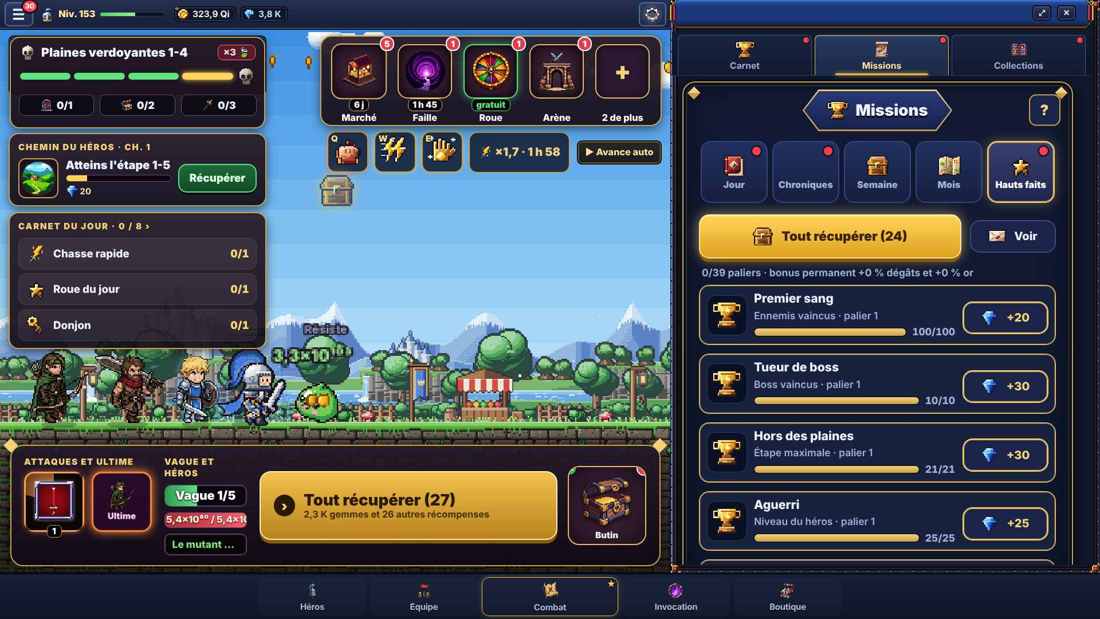 30
Niv. 153
323,9 Qi
3,8 K
Plaines verdoyantes 1-4
×3
0/1
0/2
0/3
CHEMIN DU HÉROS · CH. 1
Atteins l'étape 1-5
20
Récupérer
CARNET DU JOUR · 0 / 8 ›
Chasse rapide
0/1
Roue du jour
0/1
Donjon
0/1
5
6 j
Marché
1
1 h 45
Faille
1
gratuit
Roue
1
Arène
+
2 de plus
Q
W
E
×1,7 · 1 h 58
Avance auto
Résiste
ATTAQUES ET ULTIME
1
Ultime
VAGUE ET HÉROS
Vague 1/5
Le mutant ...
Tout récupérer (27)
2,3 K gemmes et 26 autres récompenses
Butin
Héros
Équipe
Combat
Invocation
Boutique
Carnet
Missions
Collections
Missions
?
Jour
Chroniques
Semaine
Mois
Hauts faits
Tout récupérer (24)
Voir
0/39 paliers · bonus permanent +0 % dégâts et +0 % or
Premier sang
Ennemis vaincus · palier 1
100/100
+20
Tueur de boss
Boss vaincus · palier 1
10/10
+30
Hors des plaines
Étape maximale · palier 1
21/21
+30
Aguerri
Niveau du héros · palier 1
25/25
+25